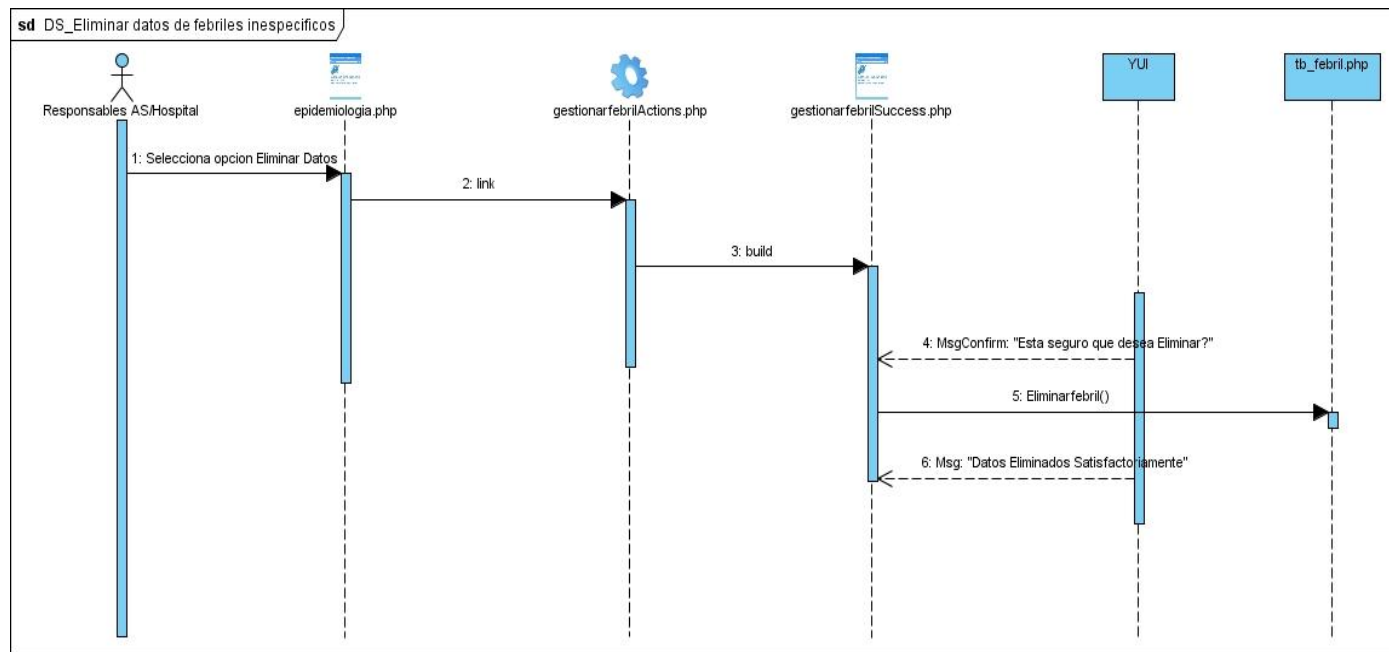 sd DS_Eliminar datos de febriles inespecificos
Responsables AS/Hospital
epidemiologia.php
gestionarfebrilActions.php
gestionarfebrilSuccess.php
YUI
tb_febril.php
1: Selecciona opcion Eliminar Datos
2: link
3: build
4: MsgConfirm: "Esta seguro que desea Eliminar?"
5: Eliminarfebril()
6: Msg: "Datos Eliminados Satisfactoriamente"